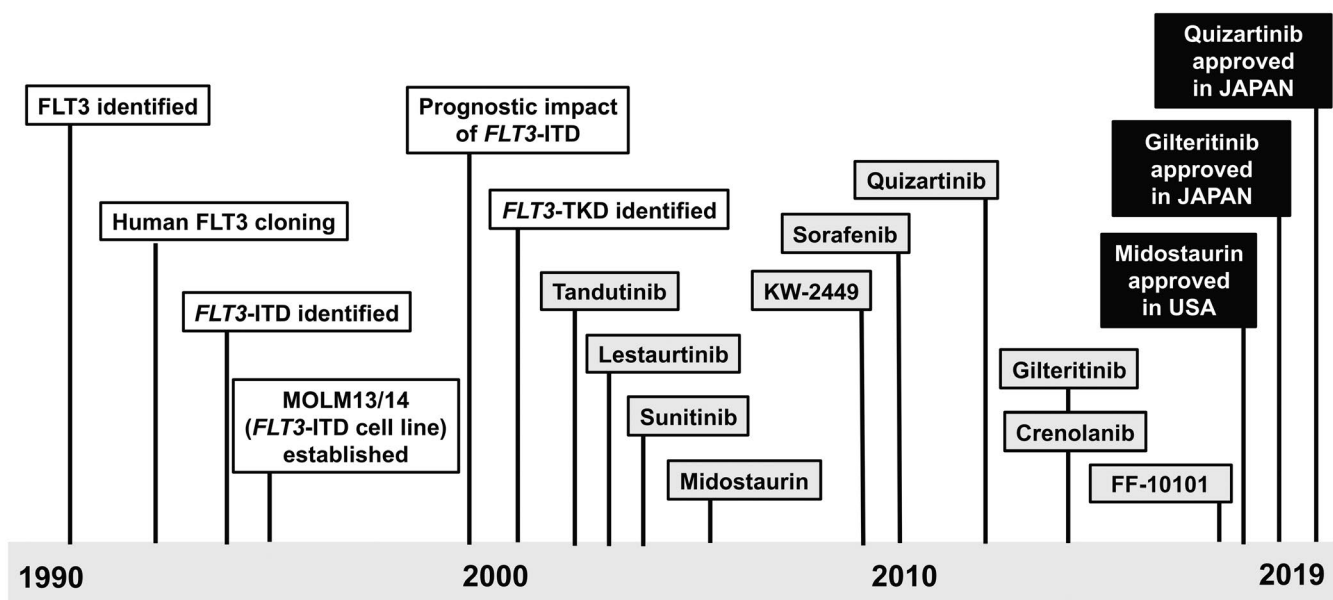 FLT3 identified
Human FLT3 cloning
FLT3-ITD identified
MOLM13/14
(FLT3-ITD cell line)
established
Prognostic impact
of FLT3-ITD
FLT3-TKD identified
Tandutinib
Lestaurtinib
Sunitinib
Midostaurin
KW-2449
Sorafenib
Quizartinib
Gilteritinib
Crenolanib
FF-10101
Midostaurin
approved
in USA
Gilteritinib
approved
in JAPAN
Quizartinib
approved
in JAPAN
1990
2000
2010
2019